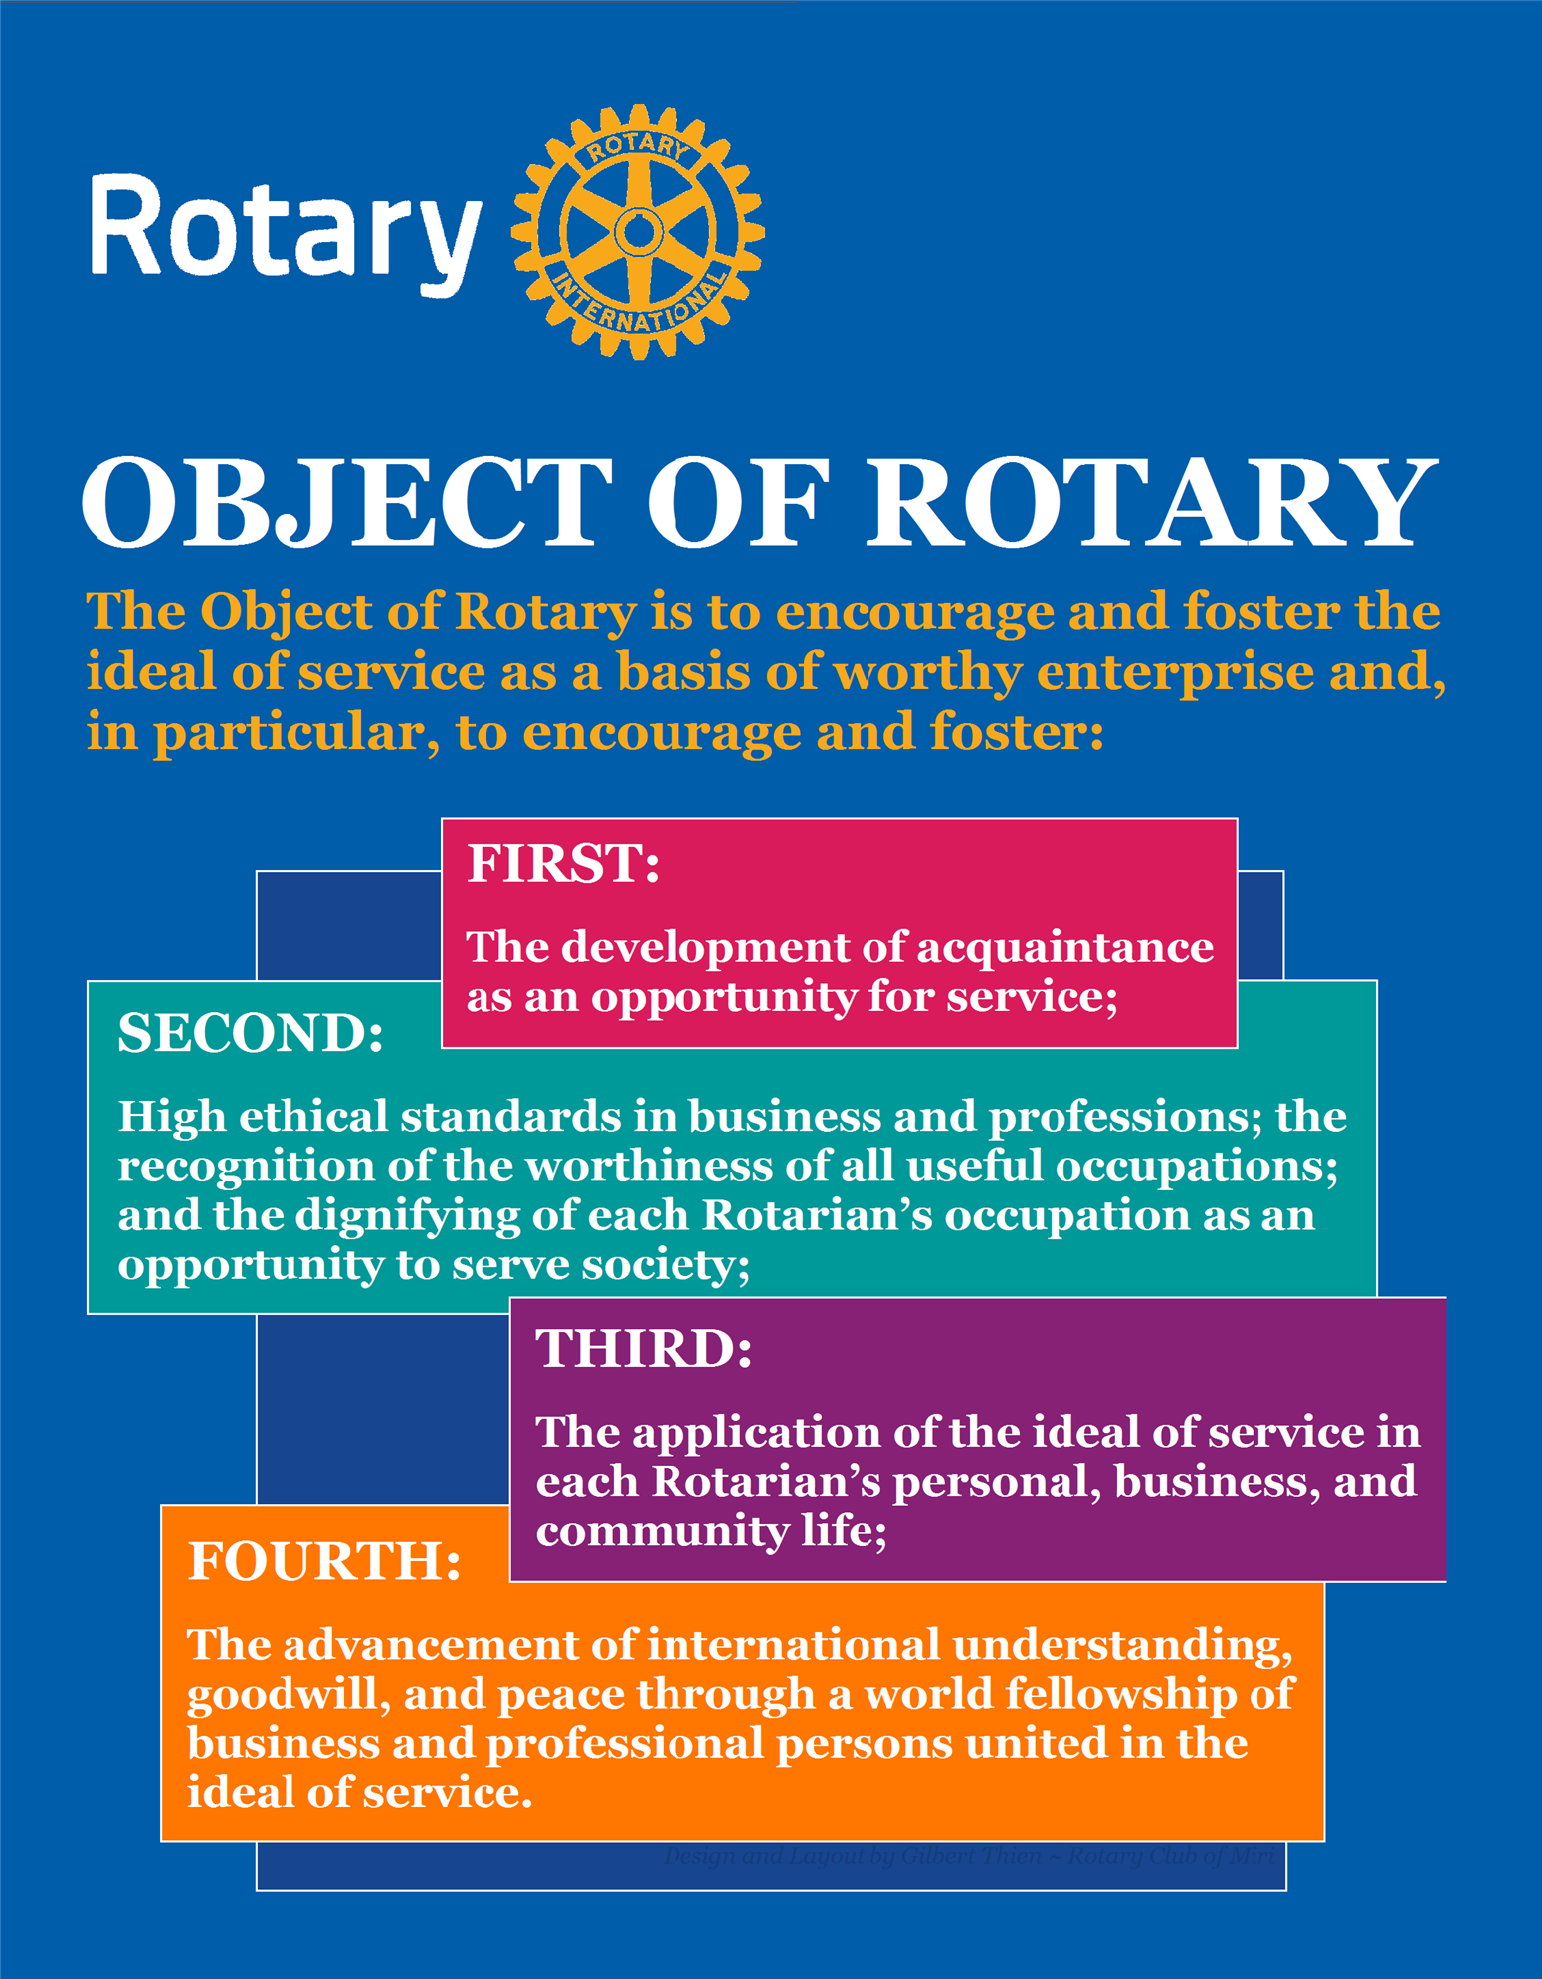 Rotary
ROTARY
INTERNATIONAL
OBJECT OF ROTARY
The Object of Rotary is to encourage and foster the
ideal of service as a basis of worthy enterprise and,
in particular, to encourage and foster:
FIRST:
The development of acquaintance
as an opportunity for service;
SECOND:
High ethical standards in business and professions; the
recognition of the worthiness of all useful occupations;
and the dignifying of each Rotarian’s occupation as an
opportunity to serve society;
THIRD:
The application of the ideal of service in
each Rotarian’s personal, business, and
community life;
FOURTH:
The advancement of international understanding,
goodwill, and peace through a world fellowship of
business and professional persons united in the
ideal of service.
Design and Layout by Gilbert Thien ~ Rotary Club of Miri